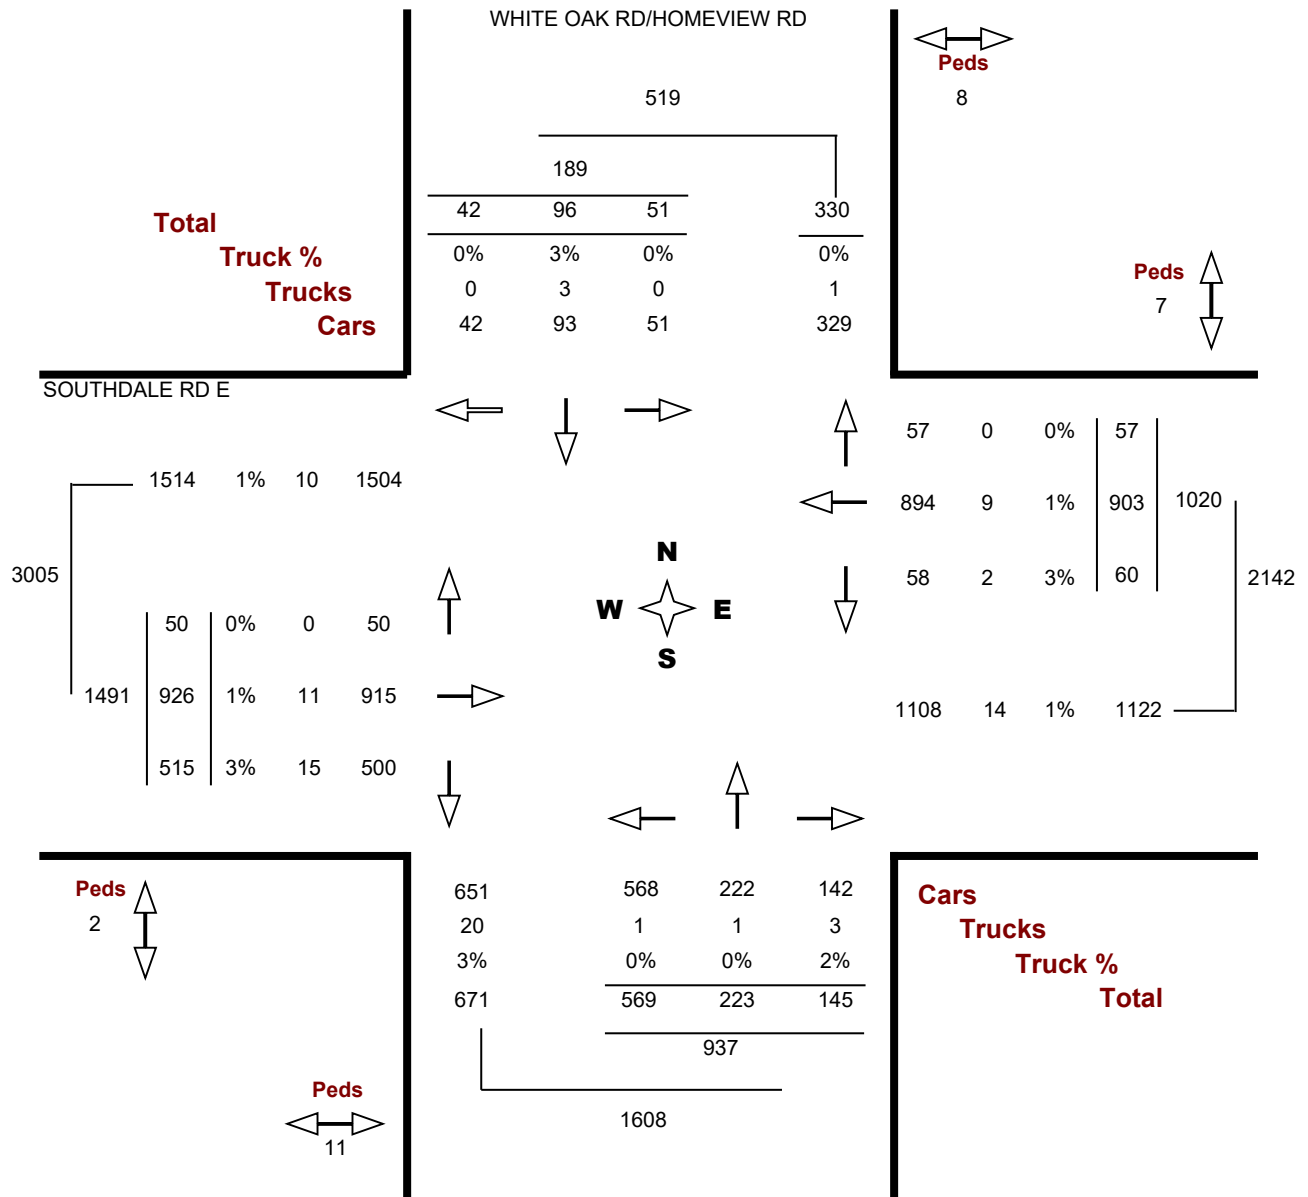 WHITE OAK RD/HOMEVIEW RD
Peds
8
519
189
Total 42 96 51 330
Truck % 0% 3% 0% 0%
Trucks 0 3 0 1
Cars 42 93 51 329
Peds
7
SOUTHDALE RD E
57 0 0% 57
1514 1% 10 1504
894 9 1% 903 1020
N
3005
58 2 3% 60 2142
W E
50 0% 0 50
S
1491 926 1% 11 915
1108 14 1% 1122
515 3% 15 500
Peds
2
651 568 222 142 Cars
20 1 1 3 Trucks
3% 0% 0% 2% Truck %
671 569 223 145 Total
937
Peds
11
1608